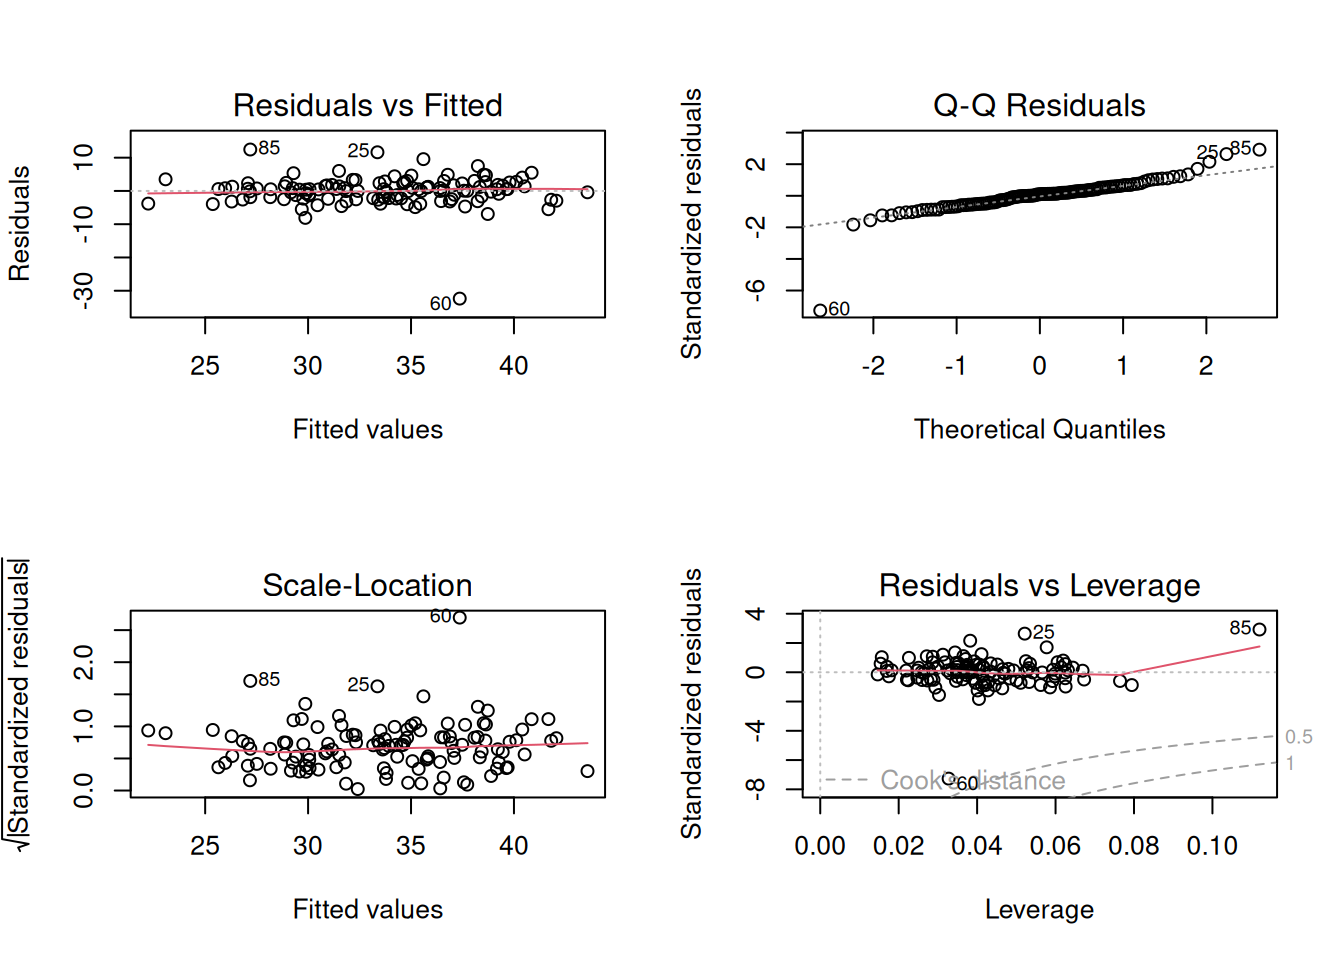 Residuals vs Fitted
Residuals
10
-10
-30
85
25
60
25 30 35 40
Fitted values
Q-Q Residuals
Standardized residuals
2
-2
-6
25
85
60
-2 -1 0 1 2
Theoretical Quantiles
Scale-Location
√|Standardized residuals|
2.0
1.0
0.0
60
85
25
25 30 35 40
Fitted values
Residuals vs Leverage
Standardized residuals
4
0
-4
-8
25
85
0.5
1
Cook's distance
60
0.00 0.02 0.04 0.06 0.08 0.10
Leverage